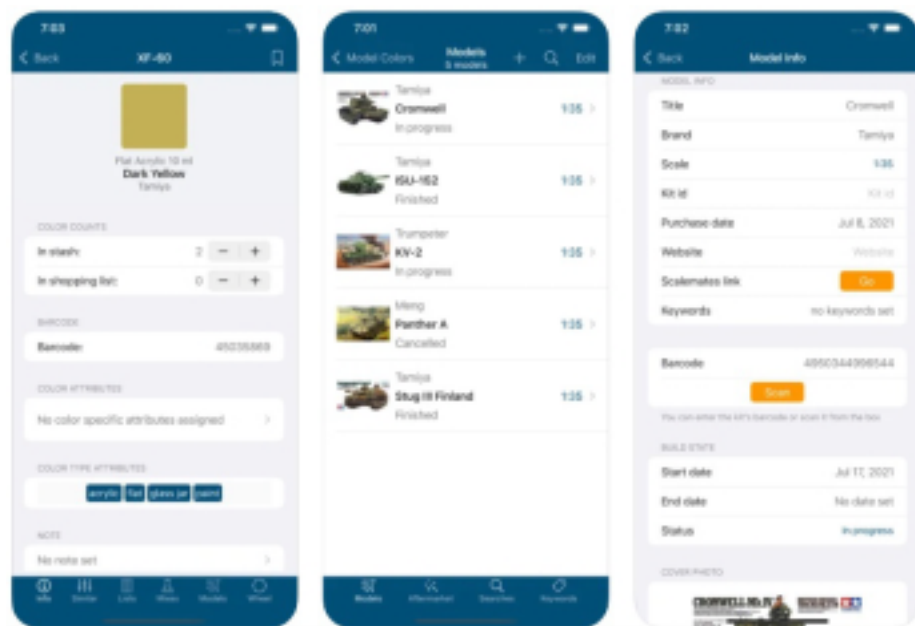 7:03
Back
XF-60
Flat Acrylic 10 ml
Dark Yellow
Tamiya
COLOR COUNTS
In stash: 2 − +
In shopping list: 0 − +
BARCODE
Barcode: 45035869
COLOR ATTRIBUTES
No color specific attributes assigned
COLOR TYPE ATTRIBUTES
acrylic flat glass jar paint
NOTE
No note set
Info Similar Lists Mixes Models Wheel
7:01
Model Colors Models + Edit
5 models
Tamiya
Cromwell 1:35
In progress
Tamiya
ISU-152 1:35
Finished
Trumpeter
KV-2 1:35
In progress
Meng
Panther A 1:35
Cancelled
Tamiya
Stug III Finland 1:35
Finished
Models Aftermarket Searches Keywords
7:02
Back Model Info
MODEL INFO
Title Cromwell
Brand Tamiya
Scale 1:35
Kit id Kit id
Purchase date Jul 8, 2021
Website Website
Scalemates link Go
Keywords no keywords set
Barcode 4950344996544
Scan
You can enter the kit's barcode or scan it from the box
BUILD STATE
Start date Jul 17, 2021
End date No date set
Status In progress
COVER PHOTO
CROMWELL Mk.IV